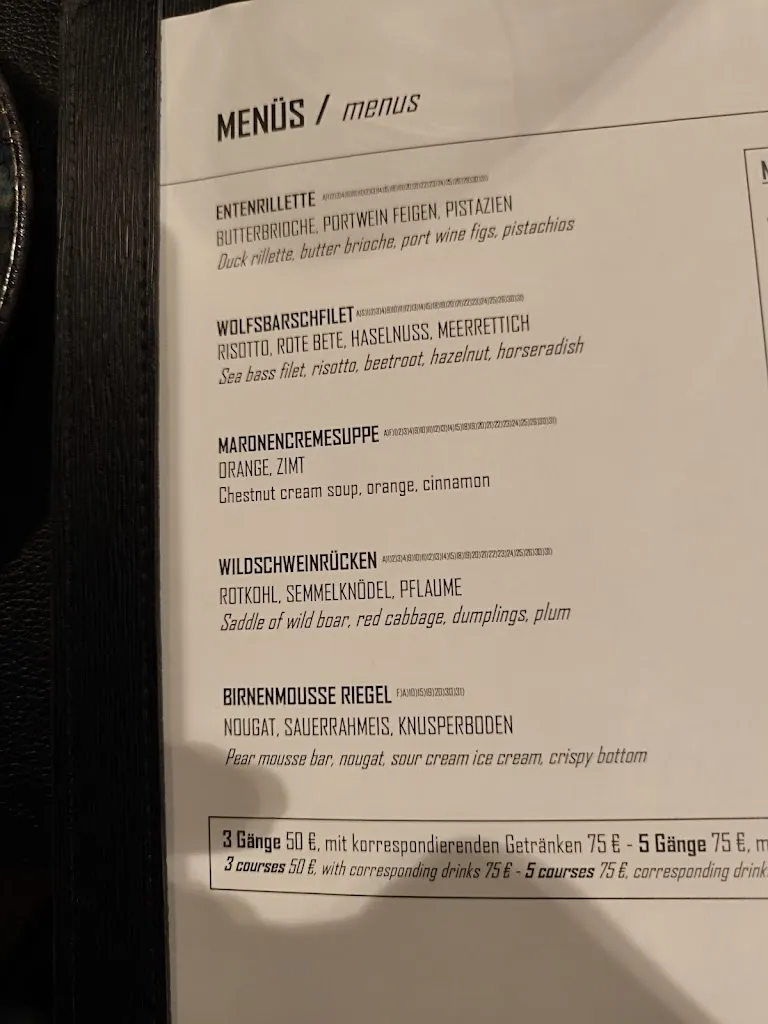 MENÜS / menus
ENTENRILLETTE
BUTTERBRIOCHE, PORTWEIN FEIGEN, PISTAZIEN
Duck rillette, butter brioche, port wine figs, pistachios
WOLFSBARSCHFILET
RISOTTO, ROTE BETE, HASELNUSS, MEERRETTICH
Sea bass filet, risotto, beetroot, hazelnut, horseradish
MARONENCREMESUPPE
ORANGE, ZIMT
Chestnut cream soup, orange, cinnamon
WILDSCHWEINRÜCKEN
ROTKOHL, SEMMELKNÖDEL, PFLAUME
Saddle of wild boar, red cabbage, dumplings, plum
BIRNENMOUSSE RIEGEL
NOUGAT, SAUERRAHMEIS, KNUSPERBODEN
Pear mousse bar, nougat, sour cream ice cream, crispy bottom
3 Gänge 50 €, mit korrespondierenden Getränken 75 € - 5 Gänge 75 €, m
3 courses 50 €, with corresponding drinks 75 € - 5 courses 75 €, corresponding drink